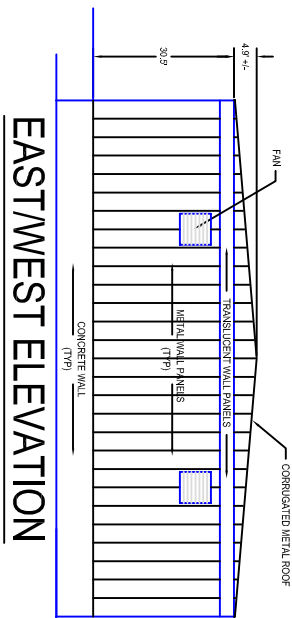 4.9' +/-
30.5'
FAN
CORRUGATED METAL ROOF
TRANSLUCENT WALL PANELS
METAL WALL PANELS
(TYP)
CONCRETE WALL
(TYP)
EAST/WEST ELEVATION